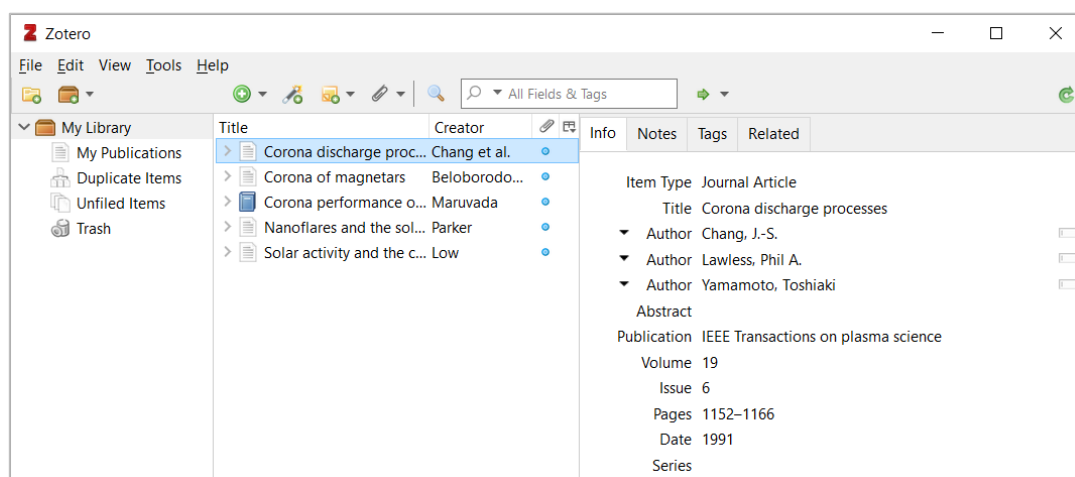 Zotero
File Edit View Tools Help
All Fields & Tags
My Library
My Publications
Duplicate Items
Unfiled Items
Trash
Title Creator
Corona discharge proc... Chang et al.
Corona of magnetars Beloborodo...
Corona performance o... Maruvada
Nanoflares and the sol... Parker
Solar activity and the c... Low
Info Notes Tags Related
Item Type Journal Article
Title Corona discharge processes
Author Chang, J.-S.
Author Lawless, Phil A.
Author Yamamoto, Toshiaki
Abstract
Publication IEEE Transactions on plasma science
Volume 19
Issue 6
Pages 1152–1166
Date 1991
Series